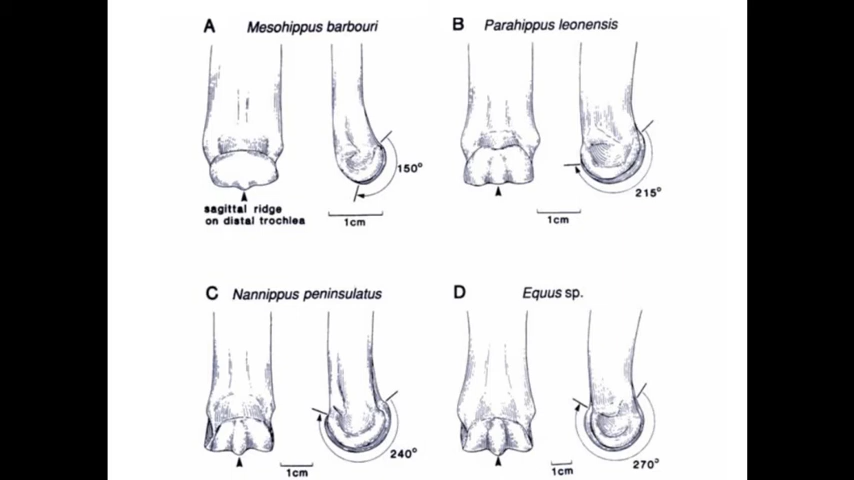 A Mesohippus barbouri
B Parahippus leonensis
150°
215°
sagittal ridge
on distal trochlea
1cm
1cm
C Nannippus peninsulatus
D Equus sp.
240°
270°
1cm
1cm